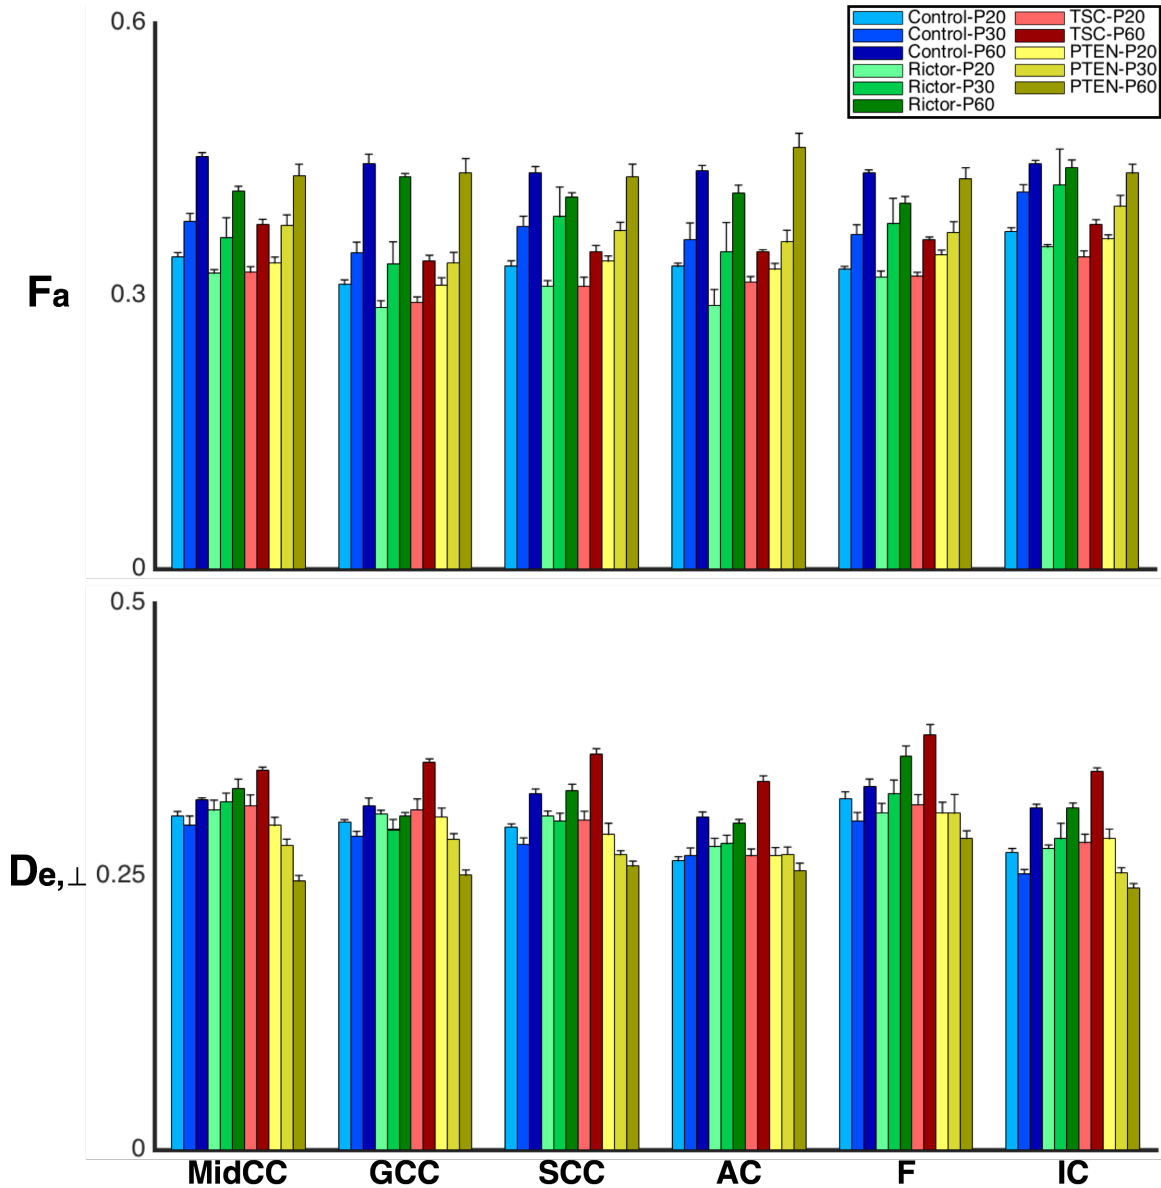 0.6
Control-P20 TSC-P20
Control-P30 TSC-P60
Control-P60 PTEN-P20
Rictor-P20 PTEN-P30
Rictor-P30 PTEN-P60
Rictor-P60
Fa
0.3
0
0.5
De,⊥
0.25
0
MidCC GCC SCC AC F IC